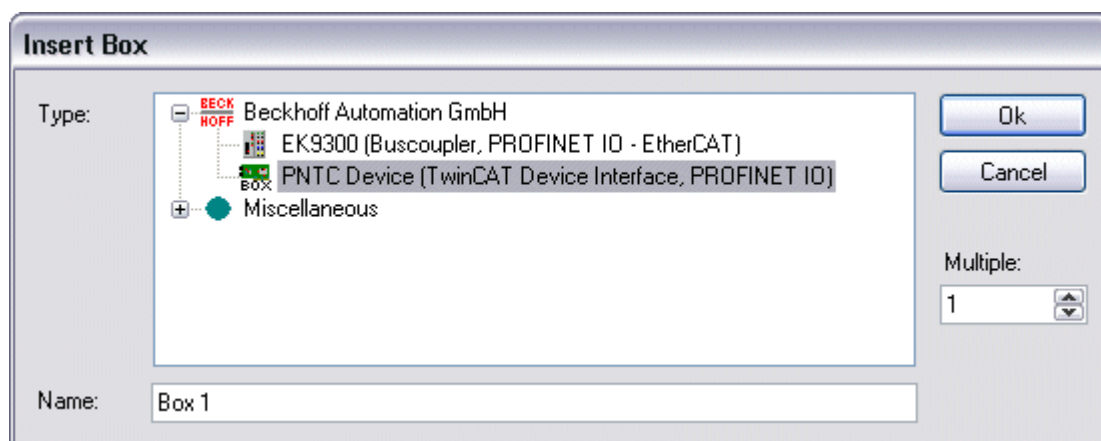 Insert Box
Type:
BECK
HOFF
Beckhoff Automation GmbH
EK9300 (Buscoupler, PROFINET IO - EtherCAT)
BOX
PNTC Device (TwinCAT Device Interface, PROFINET IO)
Miscellaneous
Ok
Cancel
Multiple:
1
Name:
Box 1